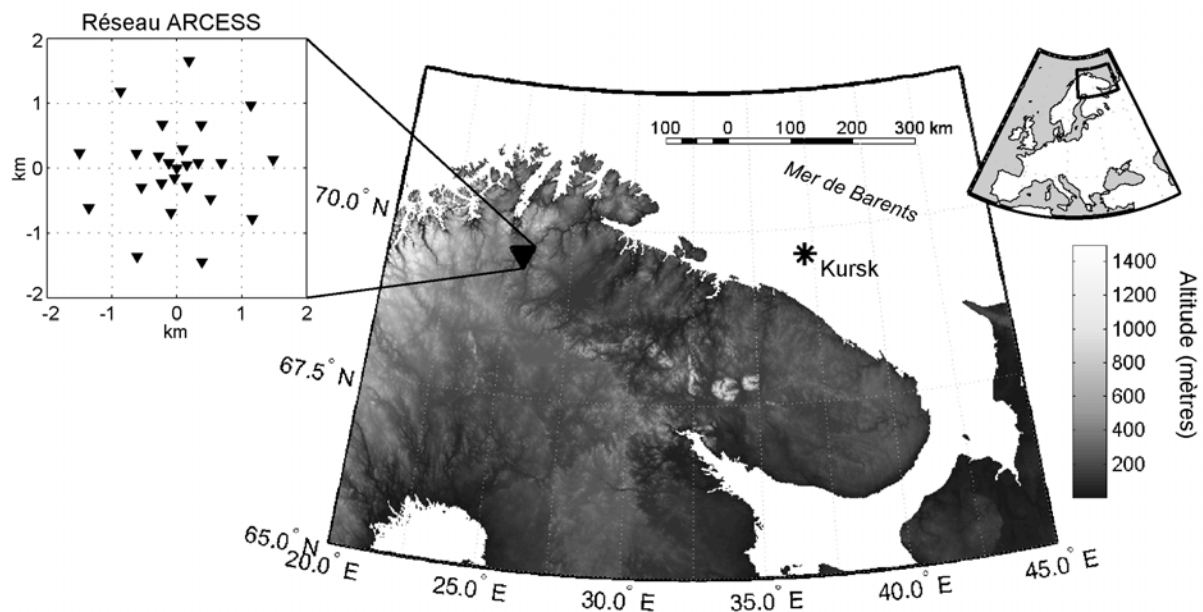 Réseau ARCESS
2
1
0
-1
-2
km
-2 -1 0 1 2
km
100 0 100 200 300 km
Mer de Barents
Kursk
70.0° N
67.5° N
65.0° N
20.0° E
25.0° E
30.0° E
35.0° E
40.0° E
45.0° E
1400
1200
1000
800
600
400
200
Altitude (mètres)